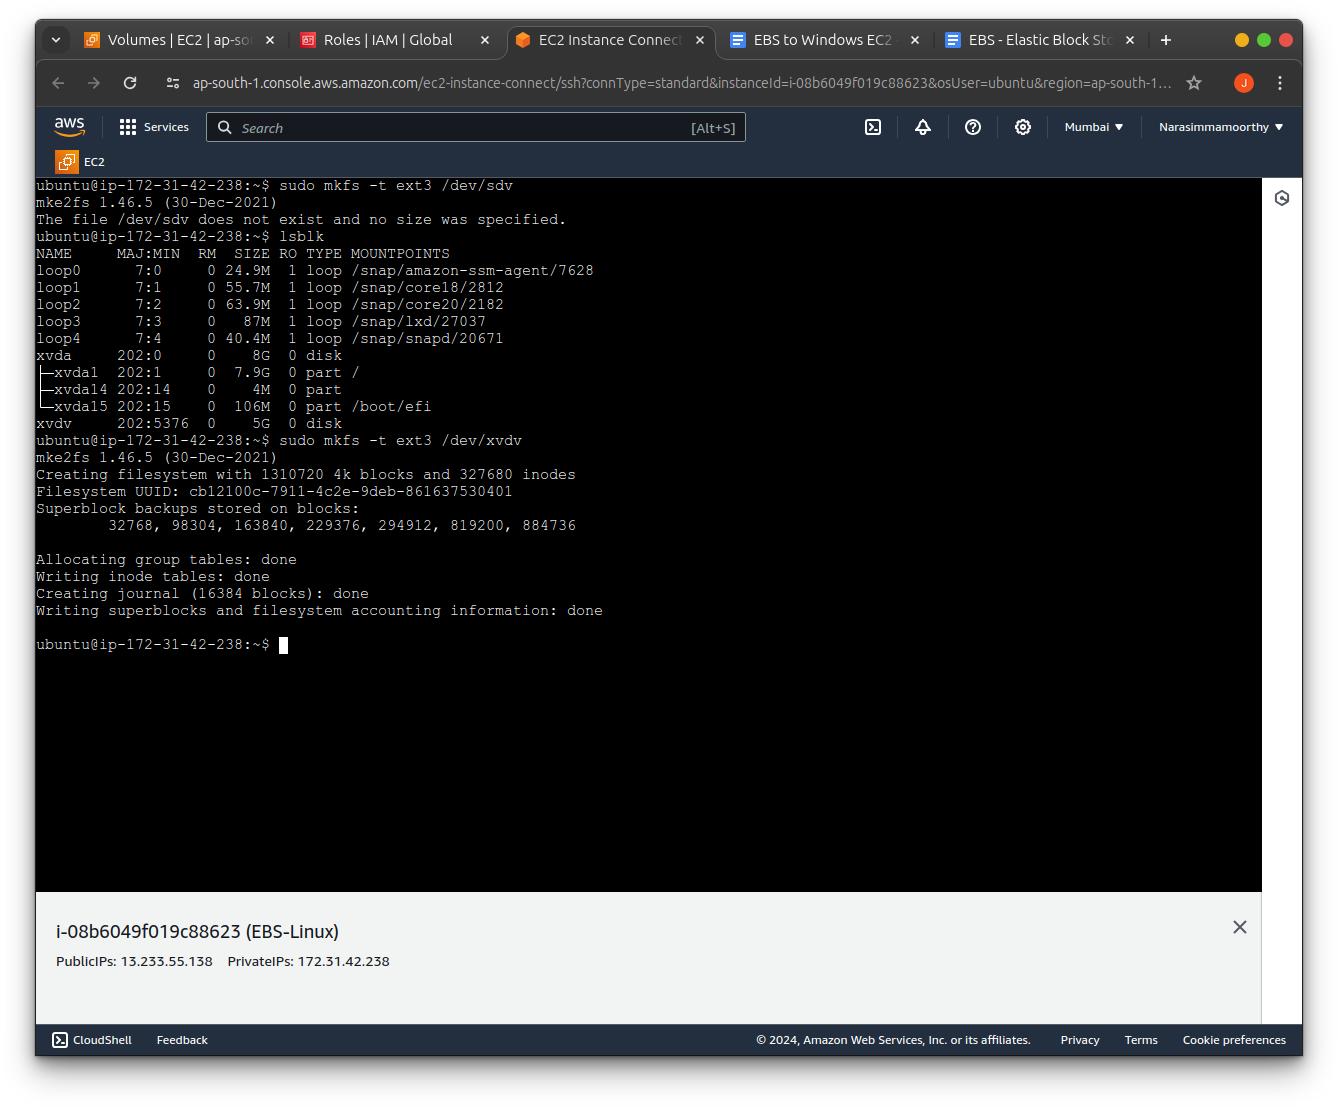 Volumes | EC2 | ap-so
Roles | IAM | Global
EC2 Instance Connect
EBS to Windows EC2
EBS - Elastic Block Sto
ap-south-1.console.aws.amazon.com/ec2-instance-connect/ssh?connType=standard&instanceId=i-08b6049f019c88623&osUser=ubuntu&region=ap-south-1...
J
aws
Services
Search
[Alt+S]
Mumbai
Narasimmamoorthy
EC2
ubuntu@ip-172-31-42-238:~$ sudo mkfs -t ext3 /dev/sdv
mke2fs 1.46.5 (30-Dec-2021)
The file /dev/sdv does not exist and no size was specified.
ubuntu@ip-172-31-42-238:~$ lsblk
NAME     MAJ:MIN  RM  SIZE RO TYPE MOUNTPOINTS
loop0      7:0     0 24.9M  1 loop /snap/amazon-ssm-agent/7628
loop1      7:1     0 55.7M  1 loop /snap/core18/2812
loop2      7:2     0 63.9M  1 loop /snap/core20/2182
loop3      7:3     0   87M  1 loop /snap/lxd/27037
loop4      7:4     0 40.4M  1 loop /snap/snapd/20671
xvda     202:0     0    8G  0 disk
├─xvda1  202:1     0  7.9G  0 part /
├─xvda14 202:14    0    4M  0 part
└─xvda15 202:15    0  106M  0 part /boot/efi
xvdv     202:5376  0    5G  0 disk
ubuntu@ip-172-31-42-238:~$ sudo mkfs -t ext3 /dev/xvdv
mke2fs 1.46.5 (30-Dec-2021)
Creating filesystem with 1310720 4k blocks and 327680 inodes
Filesystem UUID: cb12100c-7911-4c2e-9deb-861637530401
Superblock backups stored on blocks:
        32768, 98304, 163840, 229376, 294912, 819200, 884736
Allocating group tables: done
Writing inode tables: done
Creating journal (16384 blocks): done
Writing superblocks and filesystem accounting information: done
ubuntu@ip-172-31-42-238:~$
i-08b6049f019c88623 (EBS-Linux)
PublicIPs: 13.233.55.138    PrivateIPs: 172.31.42.238
CloudShell
Feedback
© 2024, Amazon Web Services, Inc. or its affiliates.
Privacy
Terms
Cookie preferences